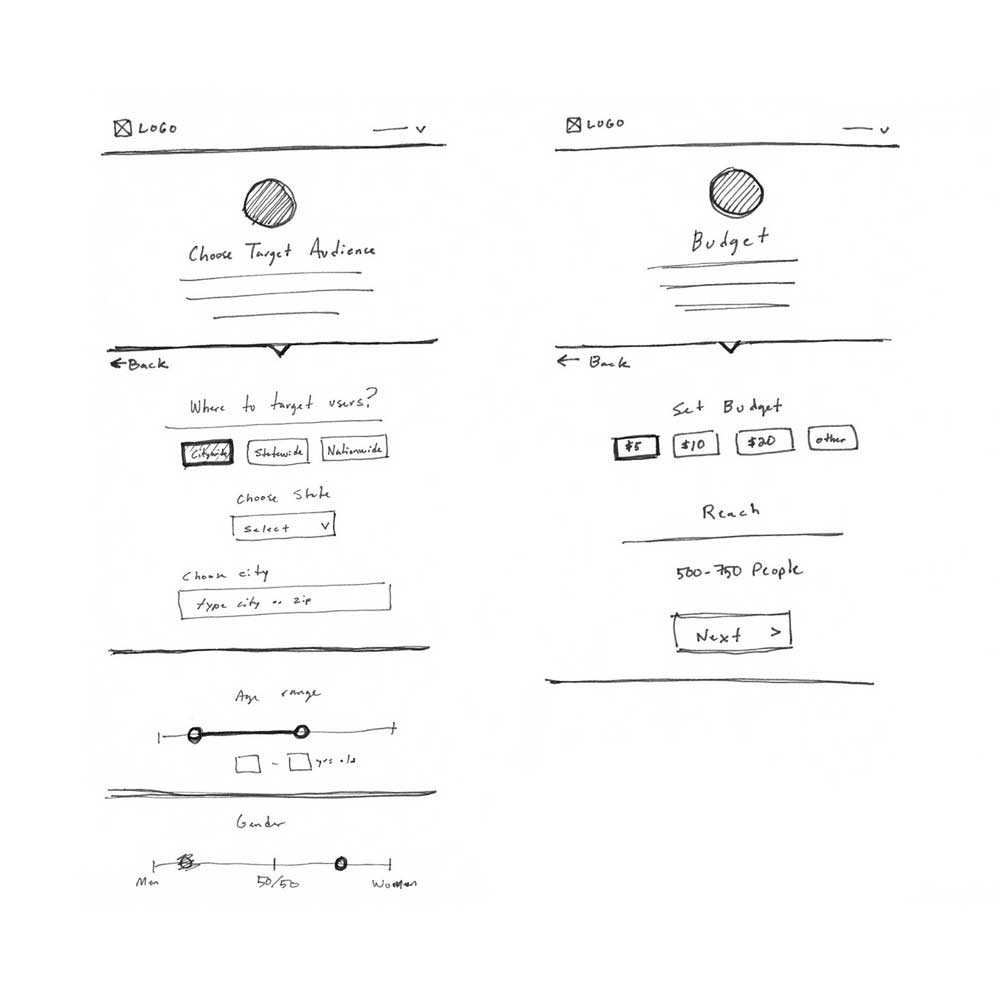 LOGO
Choose Target Audience
Back
Where to target users?
Citywide Statewide Nationwide
Choose State
Select
Choose city
type city or zip
Age range
- yrs old
Gender
Men 50/50 Women
LOGO
Budget
Back
Set Budget
$5 $10 $20 other
Reach
500-750 People
Next >